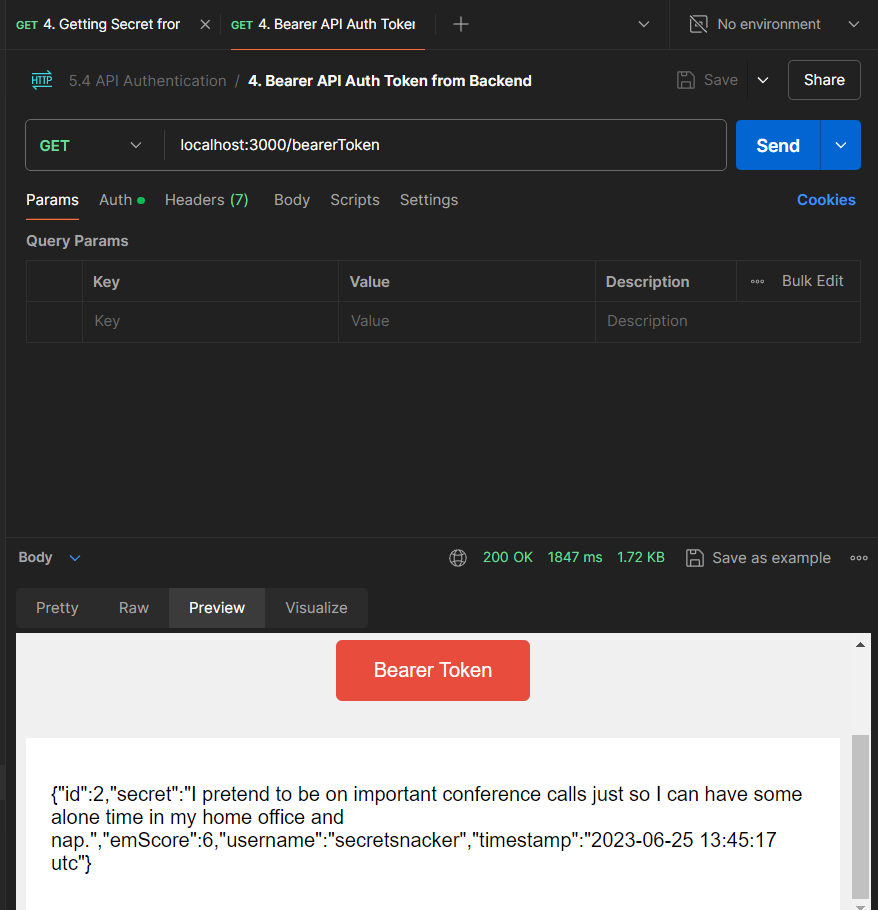 GET 4. Getting Secret fror
GET 4. Bearer API Auth Toker
No environment
HTTP
5.4 API Authentication / 4. Bearer API Auth Token from Backend
Save
Share
GET
localhost:3000/bearerToken
Send
Params Auth Headers (7) Body Scripts Settings
Cookies
Query Params
Key Value Description Bulk Edit
Key Value Description
Body
200 OK 1847 ms 1.72 KB Save as example
Pretty Raw Preview Visualize
Bearer Token
{"id":2,"secret":"I pretend to be on important conference calls just so I can have some
alone time in my home office and
nap.","emScore":6,"username":"secretsnacker","timestamp":"2023-06-25 13:45:17
utc"}